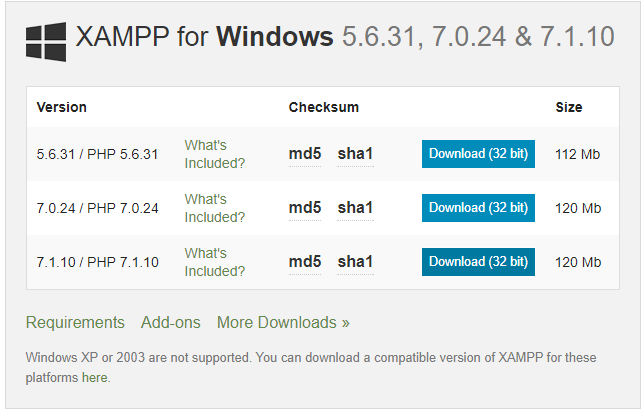 XAMPP for Windows 5.6.31, 7.0.24 & 7.1.10
Version Checksum Size
5.6.31 / PHP 5.6.31 What's Included? md5 sha1 Download (32 bit) 112 Mb
7.0.24 / PHP 7.0.24 What's Included? md5 sha1 Download (32 bit) 120 Mb
7.1.10 / PHP 7.1.10 What's Included? md5 sha1 Download (32 bit) 120 Mb
Requirements Add-ons More Downloads »
Windows XP or 2003 are not supported. You can download a compatible version of XAMPP for these
platforms here.